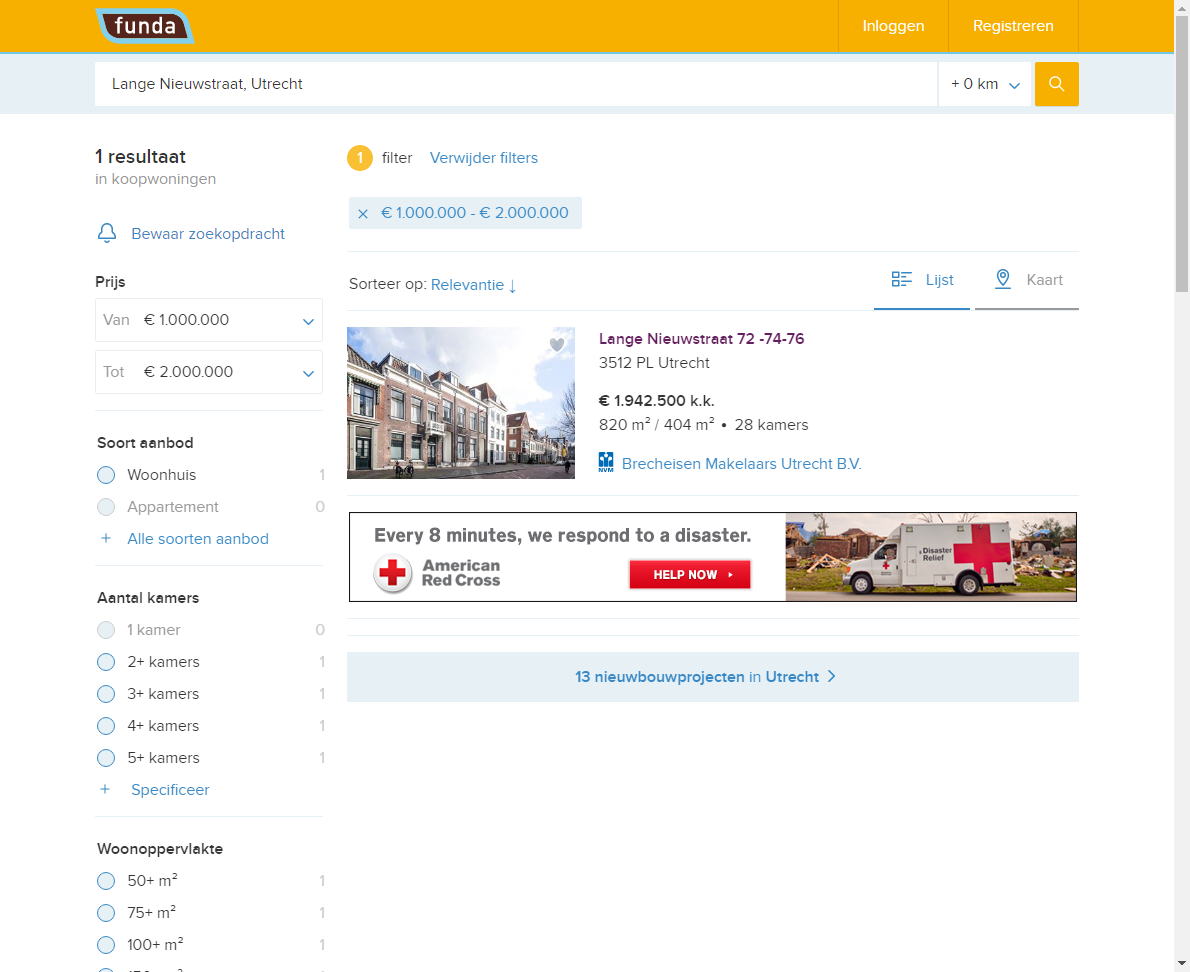 funda
Inloggen
Registreren
Lange Nieuwstraat, Utrecht
+ 0 km
1 resultaat
in koopwoningen
Bewaar zoekopdracht
Prijs
Van € 1.000.000
Tot € 2.000.000
Soort aanbod
Woonhuis 1
Appartement 0
+ Alle soorten aanbod
Aantal kamers
1 kamer 0
2+ kamers 1
3+ kamers 1
4+ kamers 1
5+ kamers 1
+ Specificeer
Woonoppervlakte
50+ m² 1
75+ m² 1
100+ m² 1
1 filter Verwijder filters
× € 1.000.000 - € 2.000.000
Sorteer op: Relevantie ↓
Lijst
Kaart
Lange Nieuwstraat 72 -74-76
3512 PL Utrecht
€ 1.942.500 k.k.
820 m² / 404 m² • 28 kamers
NVM
Brecheisen Makelaars Utrecht B.V.
Every 8 minutes, we respond to a disaster.
American
Red Cross
HELP NOW
Disaster
Relief
13 nieuwbouwprojecten in Utrecht >